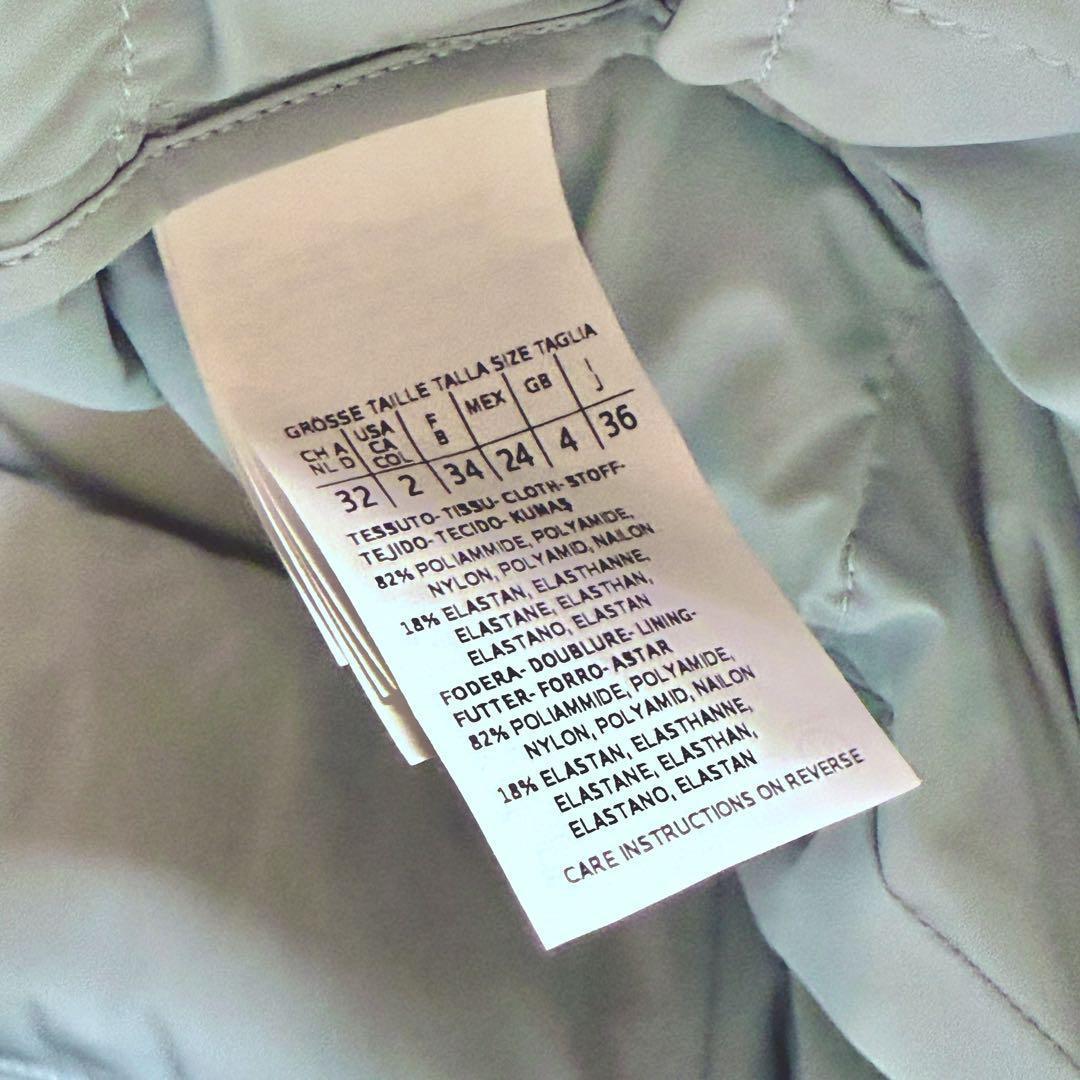 GRÖSSE TAILLE TALLA SIZE TAGLIA
CH A USA F MEX GB I
NL D CA B J
COL
32 2 34 24 4 36
TESSUTO-TISSU-CLOTH-STOFF-
TEJIDO-TECIDO-KUMAŞ
82% POLIAMMIDE, POLYAMIDE,
NYLON, POLYAMID, NAILON
18% ELASTAN, ELASTHANNE,
ELASTANE, ELASTHAN,
ELASTANO, ELASTAN
FODERA-DOUBLURE-LINING-
FUTTER-FORRO-ASTAR
82% POLIAMMIDE, POLYAMIDE,
NYLON, POLYAMID, NAILON
18% ELASTAN, ELASTHANNE,
ELASTANE, ELASTHAN,
ELASTANO, ELASTAN
CARE INSTRUCTIONS ON REVERSE